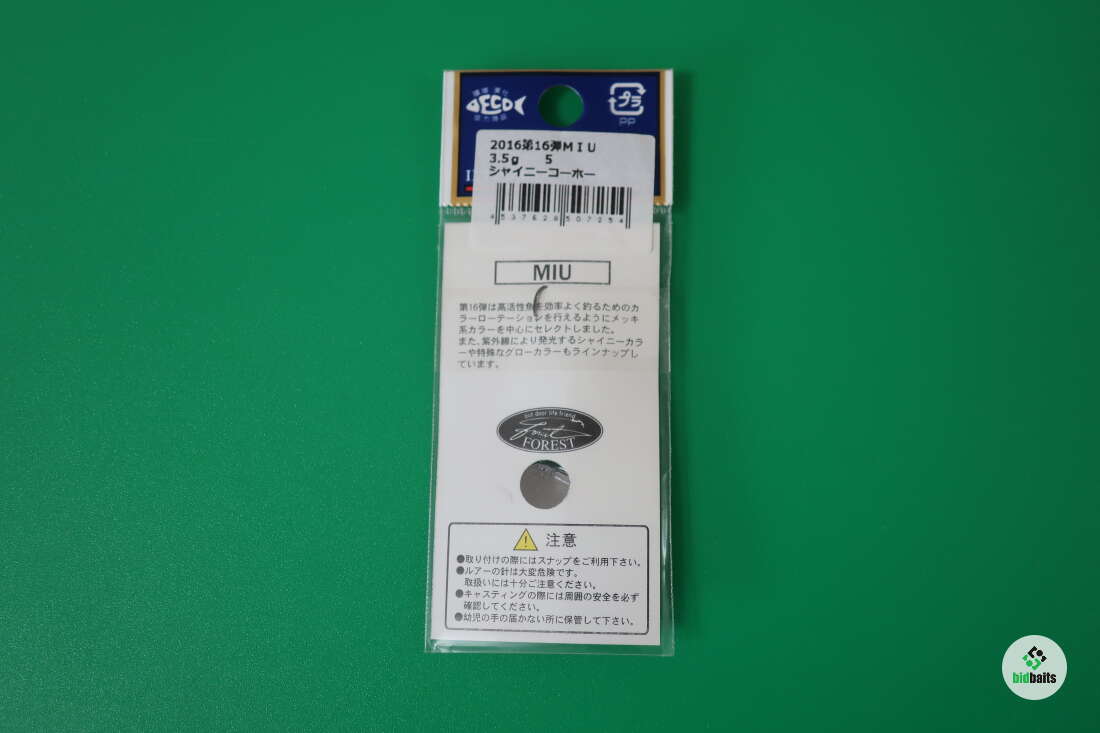 環境・宣行
ECO
プラ
PP
2016第16弾MIU
3.5g 5
シャイニーコーホー
4537628507254
MIU
第16弾は高活性魚を効率よく釣るためのカ
ラーローテーションを行えるようにメッキ
系カラーを中心にセレクトしました。
また、紫外線により発光するシャイニーカラ
ーや特殊なグローカラーもラインナップし
ています。
out door life friend
forest
FOREST
注意
●取り付けの際にはスナップをご利用下さい。
●ルアーの針は大変危険です。
取扱いには十分ご注意ください。
●キャスティングの際には周囲の安全を必ず
確認してください。
●幼児の手の届かない所に保管して下さい。
bidbaits